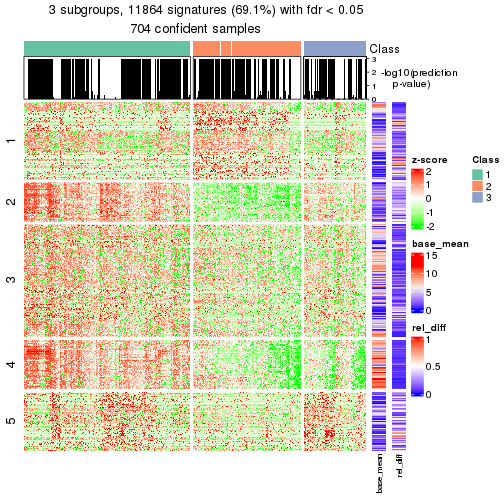 3 subgroups, 11864 signatures (69.1%) with fdr < 0.05
704 confident samples
Class
3
2
1
0
-log10(prediction
p-value)
1
2
3
4
5
z-score
2
1
0
-1
-2
Class
1
2
3
base_mean
15
10
5
0
rel_diff
1
0.5
0
base_mean
rel_diff